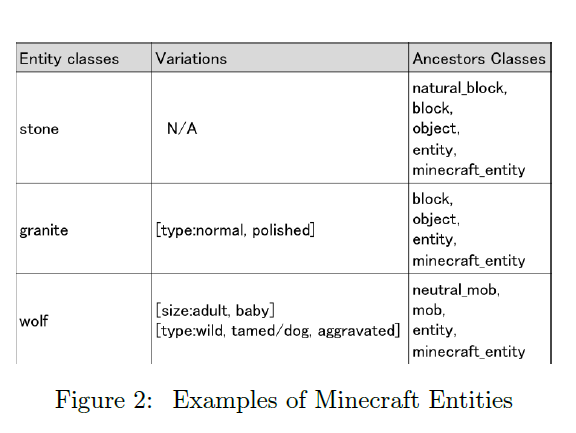 Entity classes Variations Ancestors Classes
stone N/A natural_block,
block,
object,
entity,
minecraft_entity
granite [type:normal, polished] block,
object,
entity,
minecraft_entity
wolf [size:adult, baby] neutral_mob,
[type:wild, tamed/dog, aggravated] mob,
entity,
minecraft_entity
Figure 2: Examples of Minecraft Entities